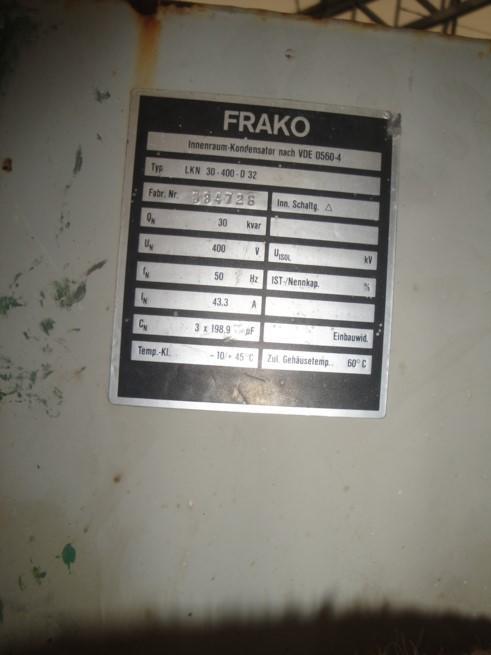 FRAKO
Innenraum-Kondensator nach VDE 0560-4
Typ LKN 30-400-D 32
Fabr. Nr. 394726 Inn. Schaltg. △
QN 30 kvar
UN 400 V UISOL kV
fN 50 Hz IST-/Nennkap. %
IN 43.3 A
CN 3 x 198.9 µF Einbauwid.
Temp.-Kl. -10/+ 45°C Zul. Gehäusetemp.. 60°C